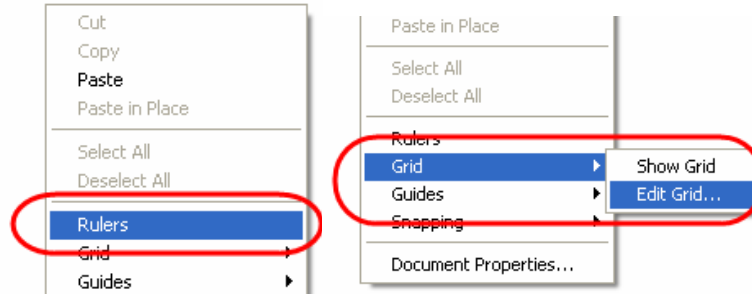 Cut
Copy
Paste
Paste in Place
Select All
Deselect All
Rulers
Grid
Guides
Paste in Place
Select All
Deselect All
Rulers
Grid
Guides
Snapping
Document Properties...
Show Grid
Edit Grid...